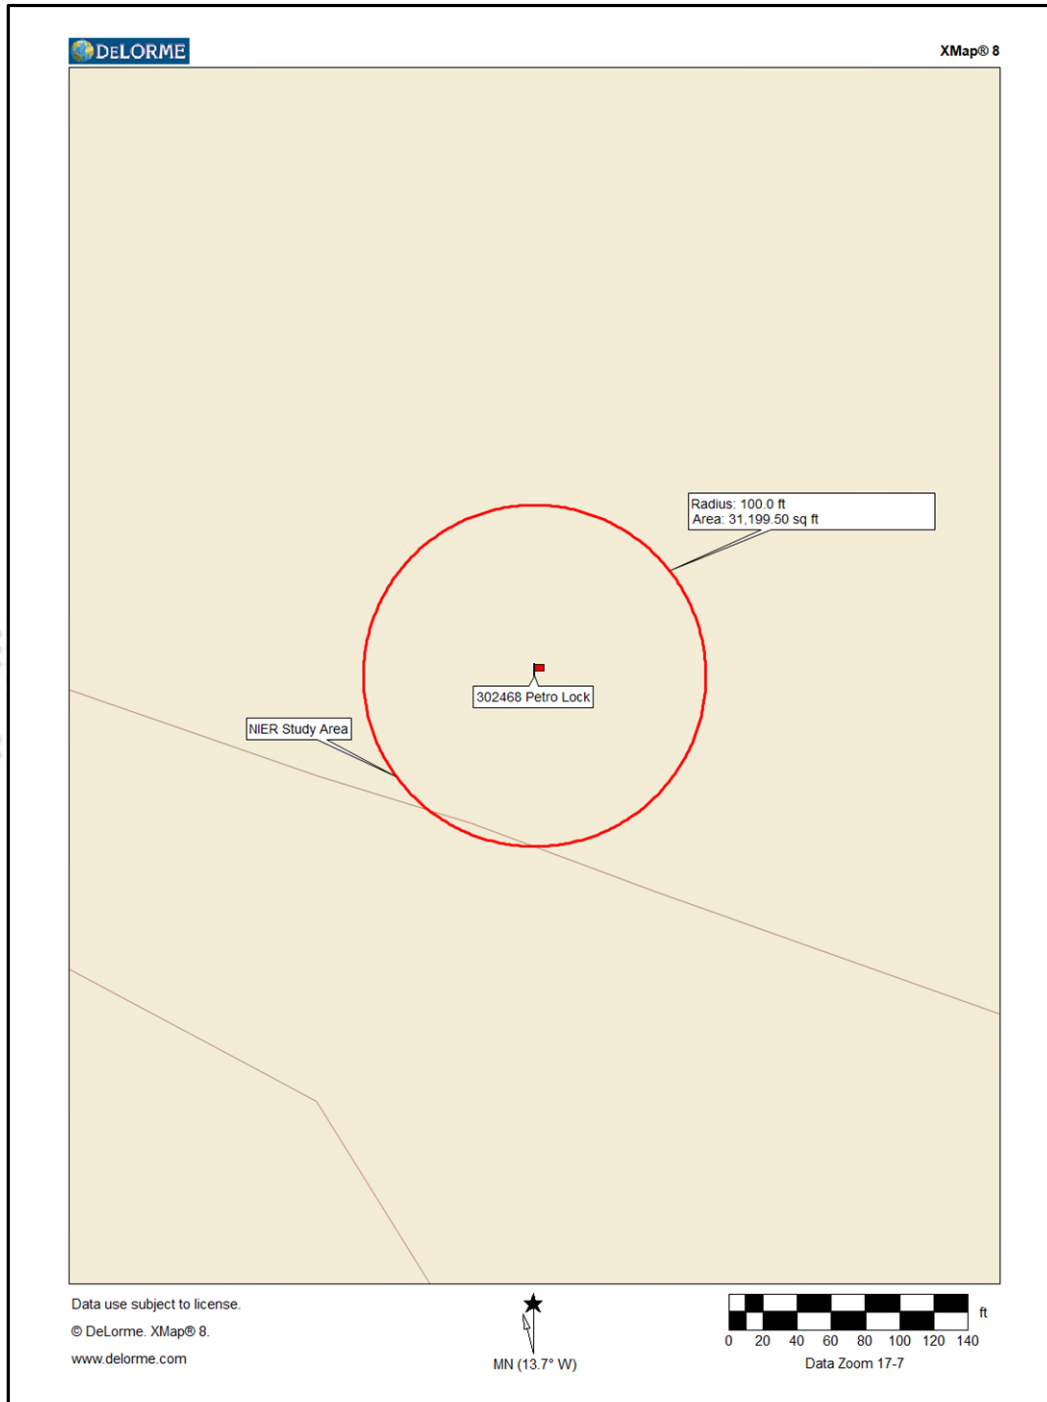 DELORME
XMap® 8
Radius: 100.0 ft
Area: 31,199.50 sq ft
302468 Petro Lock
NIER Study Area
Data use subject to license.
© DeLorme. XMap® 8.
www.delorme.com
MN (13.7° W)
ft
0 20 40 60 80 100 120 140
Data Zoom 17-7